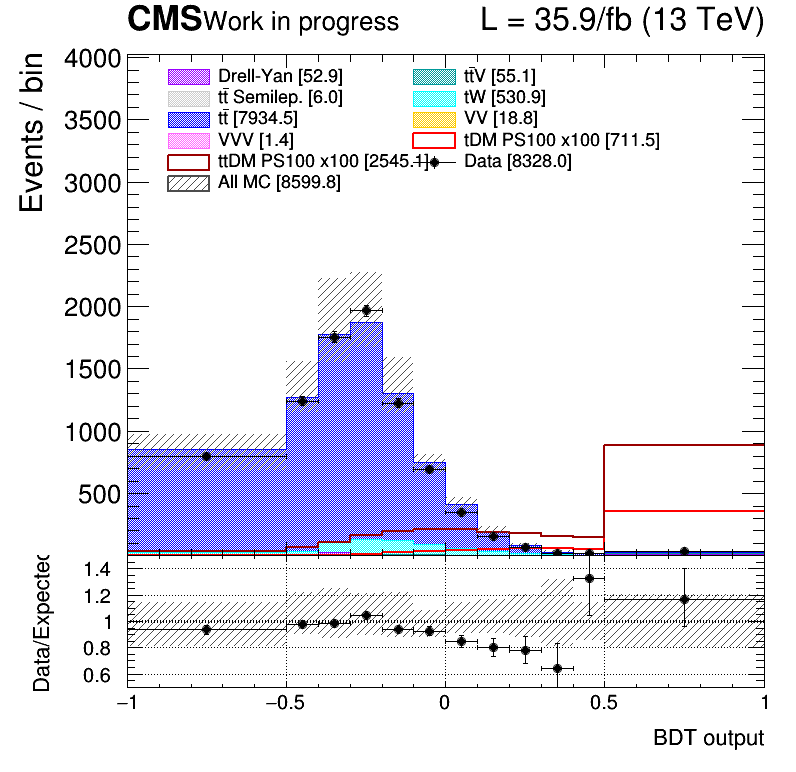 CMS Work in progress L = 35.9/fb (13 TeV)
Events / bin
4000
3500
3000
2500
2000
1500
1000
500
Drell-Yan [52.9] tt̄V [55.1]
tt̄ Semilep. [6.0] tW [530.9]
tt̄ [7934.5] VV [18.8]
VVV [1.4] tDM PS100 x100 [711.5]
ttDM PS100 x100 [2545.1] Data [8328.0]
All MC [8599.8]
Data/Expected
1.4
1.2
1
0.8
0.6
−1 −0.5 0 0.5 1
BDT output